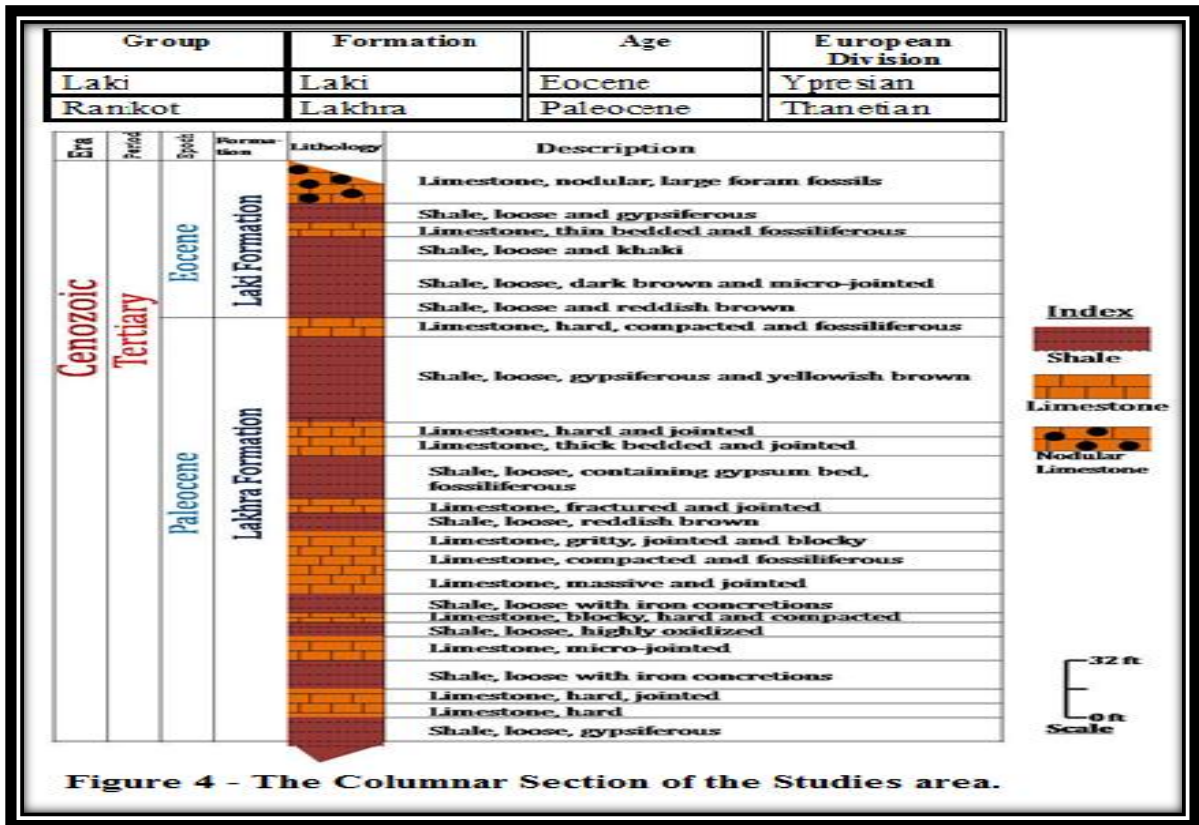 Group Formation Age European Division
Laki Laki Eocene Ypresian
Ranikot Lakhra Paleocene Thanetian
Era Period Epoch Forma-tion Lithology Description
Cenozoic
Tertiary
Eocene
Paleocene
Laki Formation
Lakhra Formation
Limestone, nodular, large foram fossils
Shale, loose and gypsiferous
Limestone, thin bedded and fossiliferous
Shale, loose and khaki
Shale, loose, dark brown and micro-jointed
Shale, loose and reddish brown
Limestone, hard, compacted and fossiliferous
Shale, loose, gypsiferous and yellowish brown
Limestone, hard and jointed
Limestone, thick bedded and jointed
Shale, loose, containing gypsum bed,
fossiliferous
Limestone, fractured and jointed
Shale, loose, reddish brown
Limestone, gritty, jointed and blocky
Limestone, compacted and fossiliferous
Limestone, massive and jointed
Shale, loose with iron concretions
Limestone, blocky, hard and compacted
Shale, loose, highly oxidized
Limestone, micro-jointed
Shale, loose with iron concretions
Limestone, hard, jointed
Limestone, hard
Shale, loose, gypsiferous
Index
Shale
Limestone
Nodular
Limestone
32 ft
0 ft
Scale
Figure 4 - The Columnar Section of the Studies area.